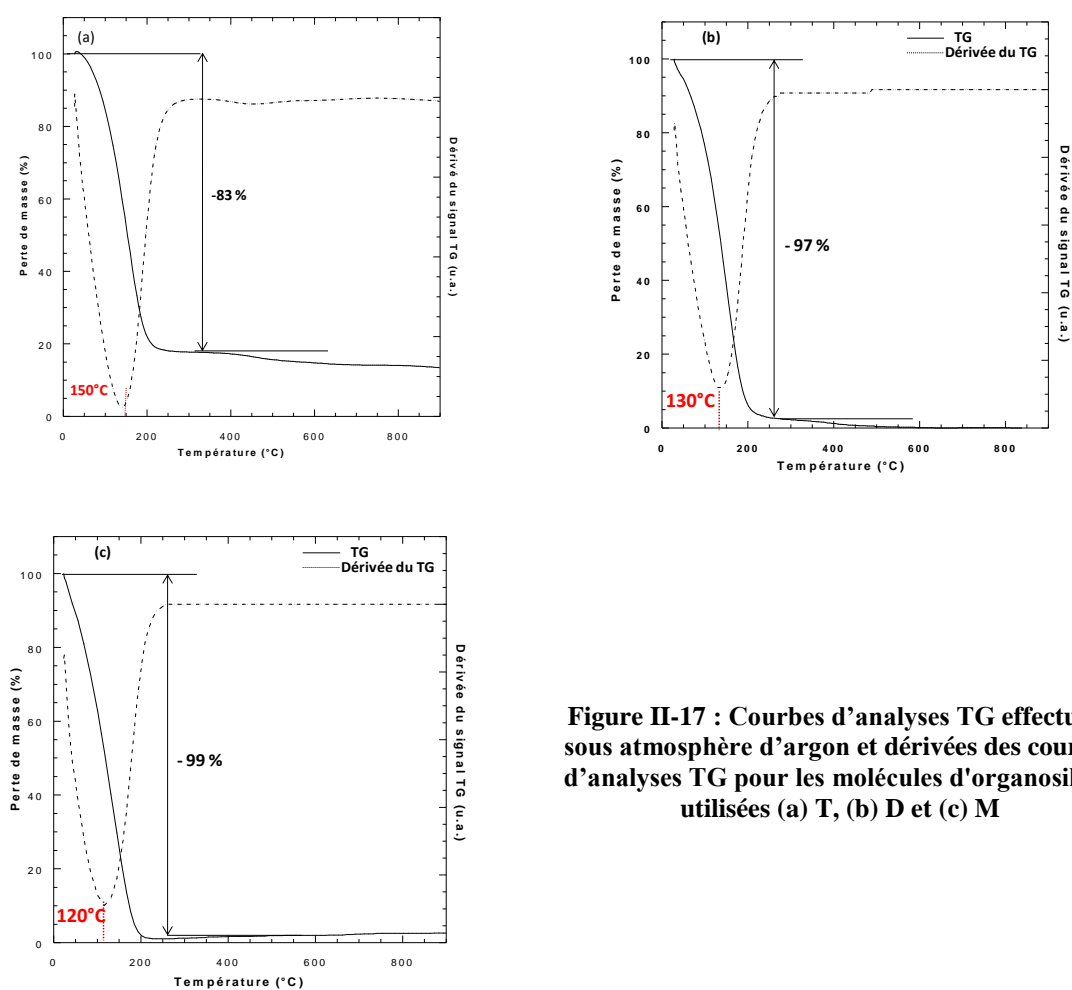 (a)
100
80
60
40
20
0
0 200 400 600 800
Température (°C)
Perte de masse (%)
Dérivé du signal TG (u.a.)
-83 %
150°C
(b)
TG
Dérivée du TG
100
80
60
40
20
0
0 200 400 600 800
Température (°C)
Perte de masse (%)
Dérivée du signal TG (u.a.)
- 97 %
130°C
(c)
TG
Dérivée du TG
100
80
60
40
20
0
0 200 400 600 800
Température (°C)
Perte de masse (%)
Dérivée du signal TG (u.a.)
- 99 %
120°C
Figure II-17 : Courbes d’analyses TG effectu
sous atmosphère d’argon et dérivées des cour
d’analyses TG pour les molécules d'organosil
utilisées (a) T, (b) D et (c) M